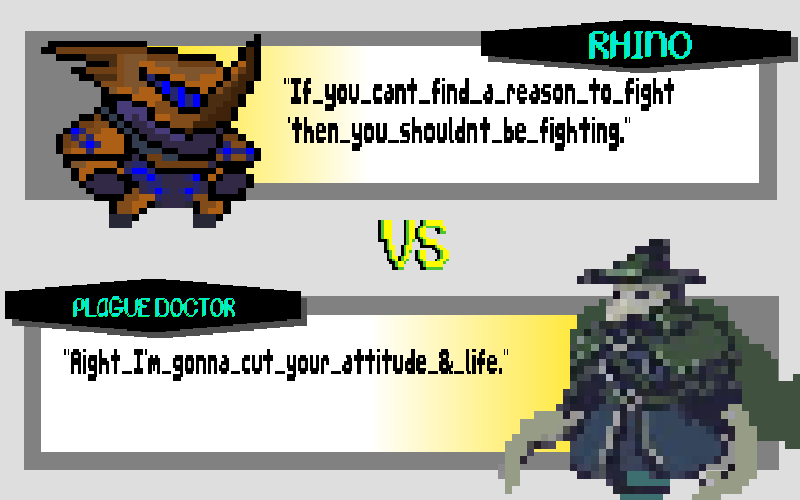 RHINO
"If_you_cant_find_a_reason_to_fight
'then_you_shouldnt_be_fighting."
VS
PLAGUE DOCTOR
"Aight_I'm_gonna_cut_your_attitude_&_life."